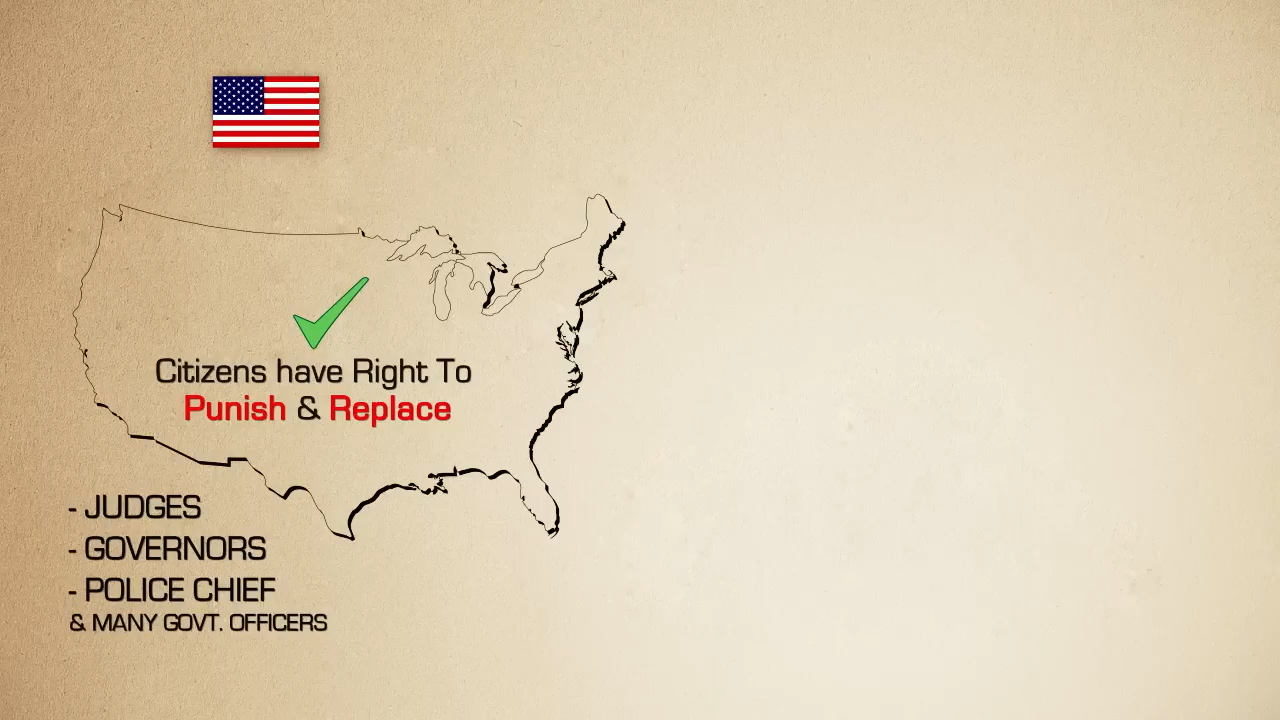 Citizens have Right To
Punish & Replace
- JUDGES
- GOVERNORS
- POLICE CHIEF
& MANY GOVT. OFFICERS